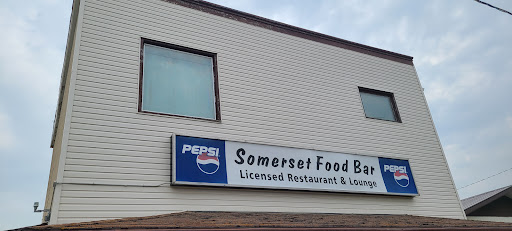 PEPSI
Somerset Food Bar
Licensed Restaurant & Lounge
PEPSI